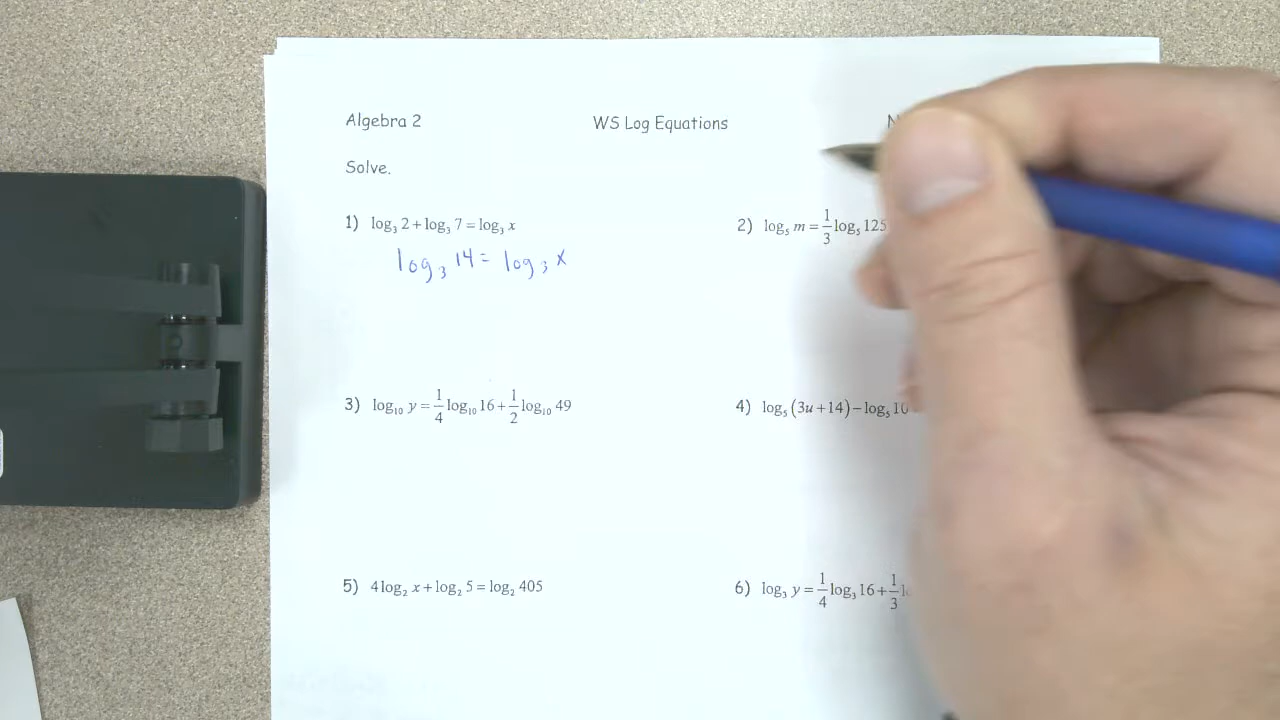 Algebra 2 WS Log Equations
Solve.
1) log₃ 2 + log₃ 7 = log₃ x
2) log₅ m = 1/3 log₅ 125
log₃ 14 = log₃ x
3) log₁₀ y = 1/4 log₁₀ 16 + 1/2 log₁₀ 49
4) log₅ (3u + 14) − log₅
5) 4 log₂ x + log₂ 5 = log₂ 405
6) log₃ y = 1/4 log₃ 16 + 1/3